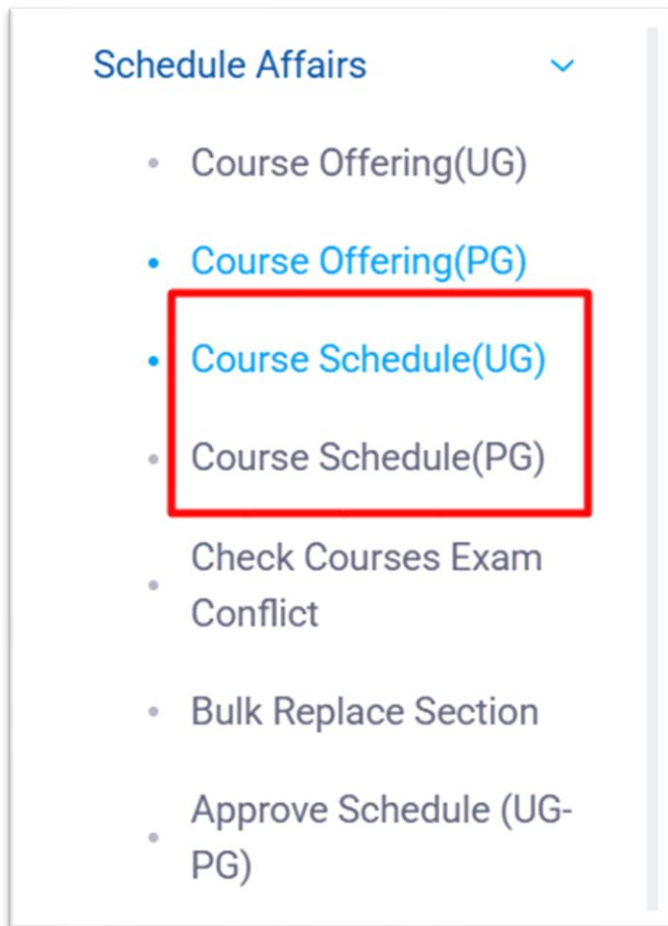 Schedule Affairs
Course Offering(UG)
Course Offering(PG)
Course Schedule(UG)
Course Schedule(PG)
Check Courses Exam
Conflict
Bulk Replace Section
Approve Schedule (UG-
PG)